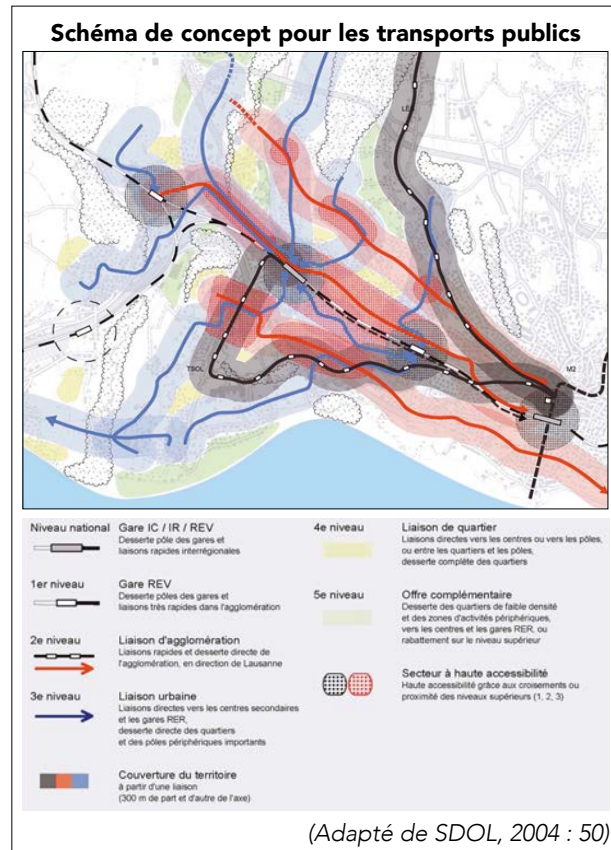 Schéma de concept pour les transports publics
LEB
TSOL
M2
Niveau national
Gare IC / IR / REV
Desserte pôle des gares et
liaisons rapides interrégionales
1er niveau
Gare REV
Desserte pôles des gares et
liaisons très rapides dans l'agglomération
2e niveau
Liaison d'agglomération
Liaisons rapides et desserte directe de
l'agglomération, en direction de Lausanne
3e niveau
Liaison urbaine
Liaisons directes vers les centres secondaires
et les gares RER,
desserte directe des quartiers
et des pôles périphériques importants
Couverture du territoire
à partir d'une liaison
(300 m de part et d'autre de l'axe)
4e niveau
Liaison de quartier
Liaisons directes vers les centres ou vers les pôles,
ou entre les quartiers et les pôles,
desserte complète des quartiers
5e niveau
Offre complémentaire
Desserte des quartiers de faible densité
et des zones d'activités périphériques,
vers les centres et les gares RER, ou
rabattement sur le niveau supérieur
Secteur à haute accessibilité
Haute accessibilité grâce aux croisements ou
proximité des niveaux supérieurs (1, 2, 3)
(Adapté de SDOL, 2004 : 50)